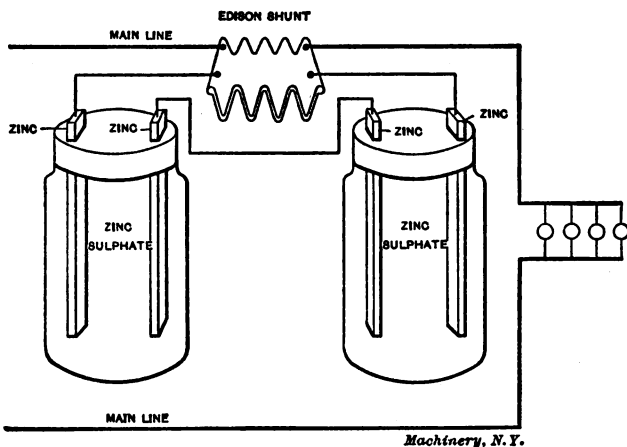 EDISON SHUNT
MAIN LINE
ZINC
ZINC
ZINC
ZINC
ZINC
SULPHATE
ZINC
SULPHATE
MAIN LINE
Machinery, N.Y.